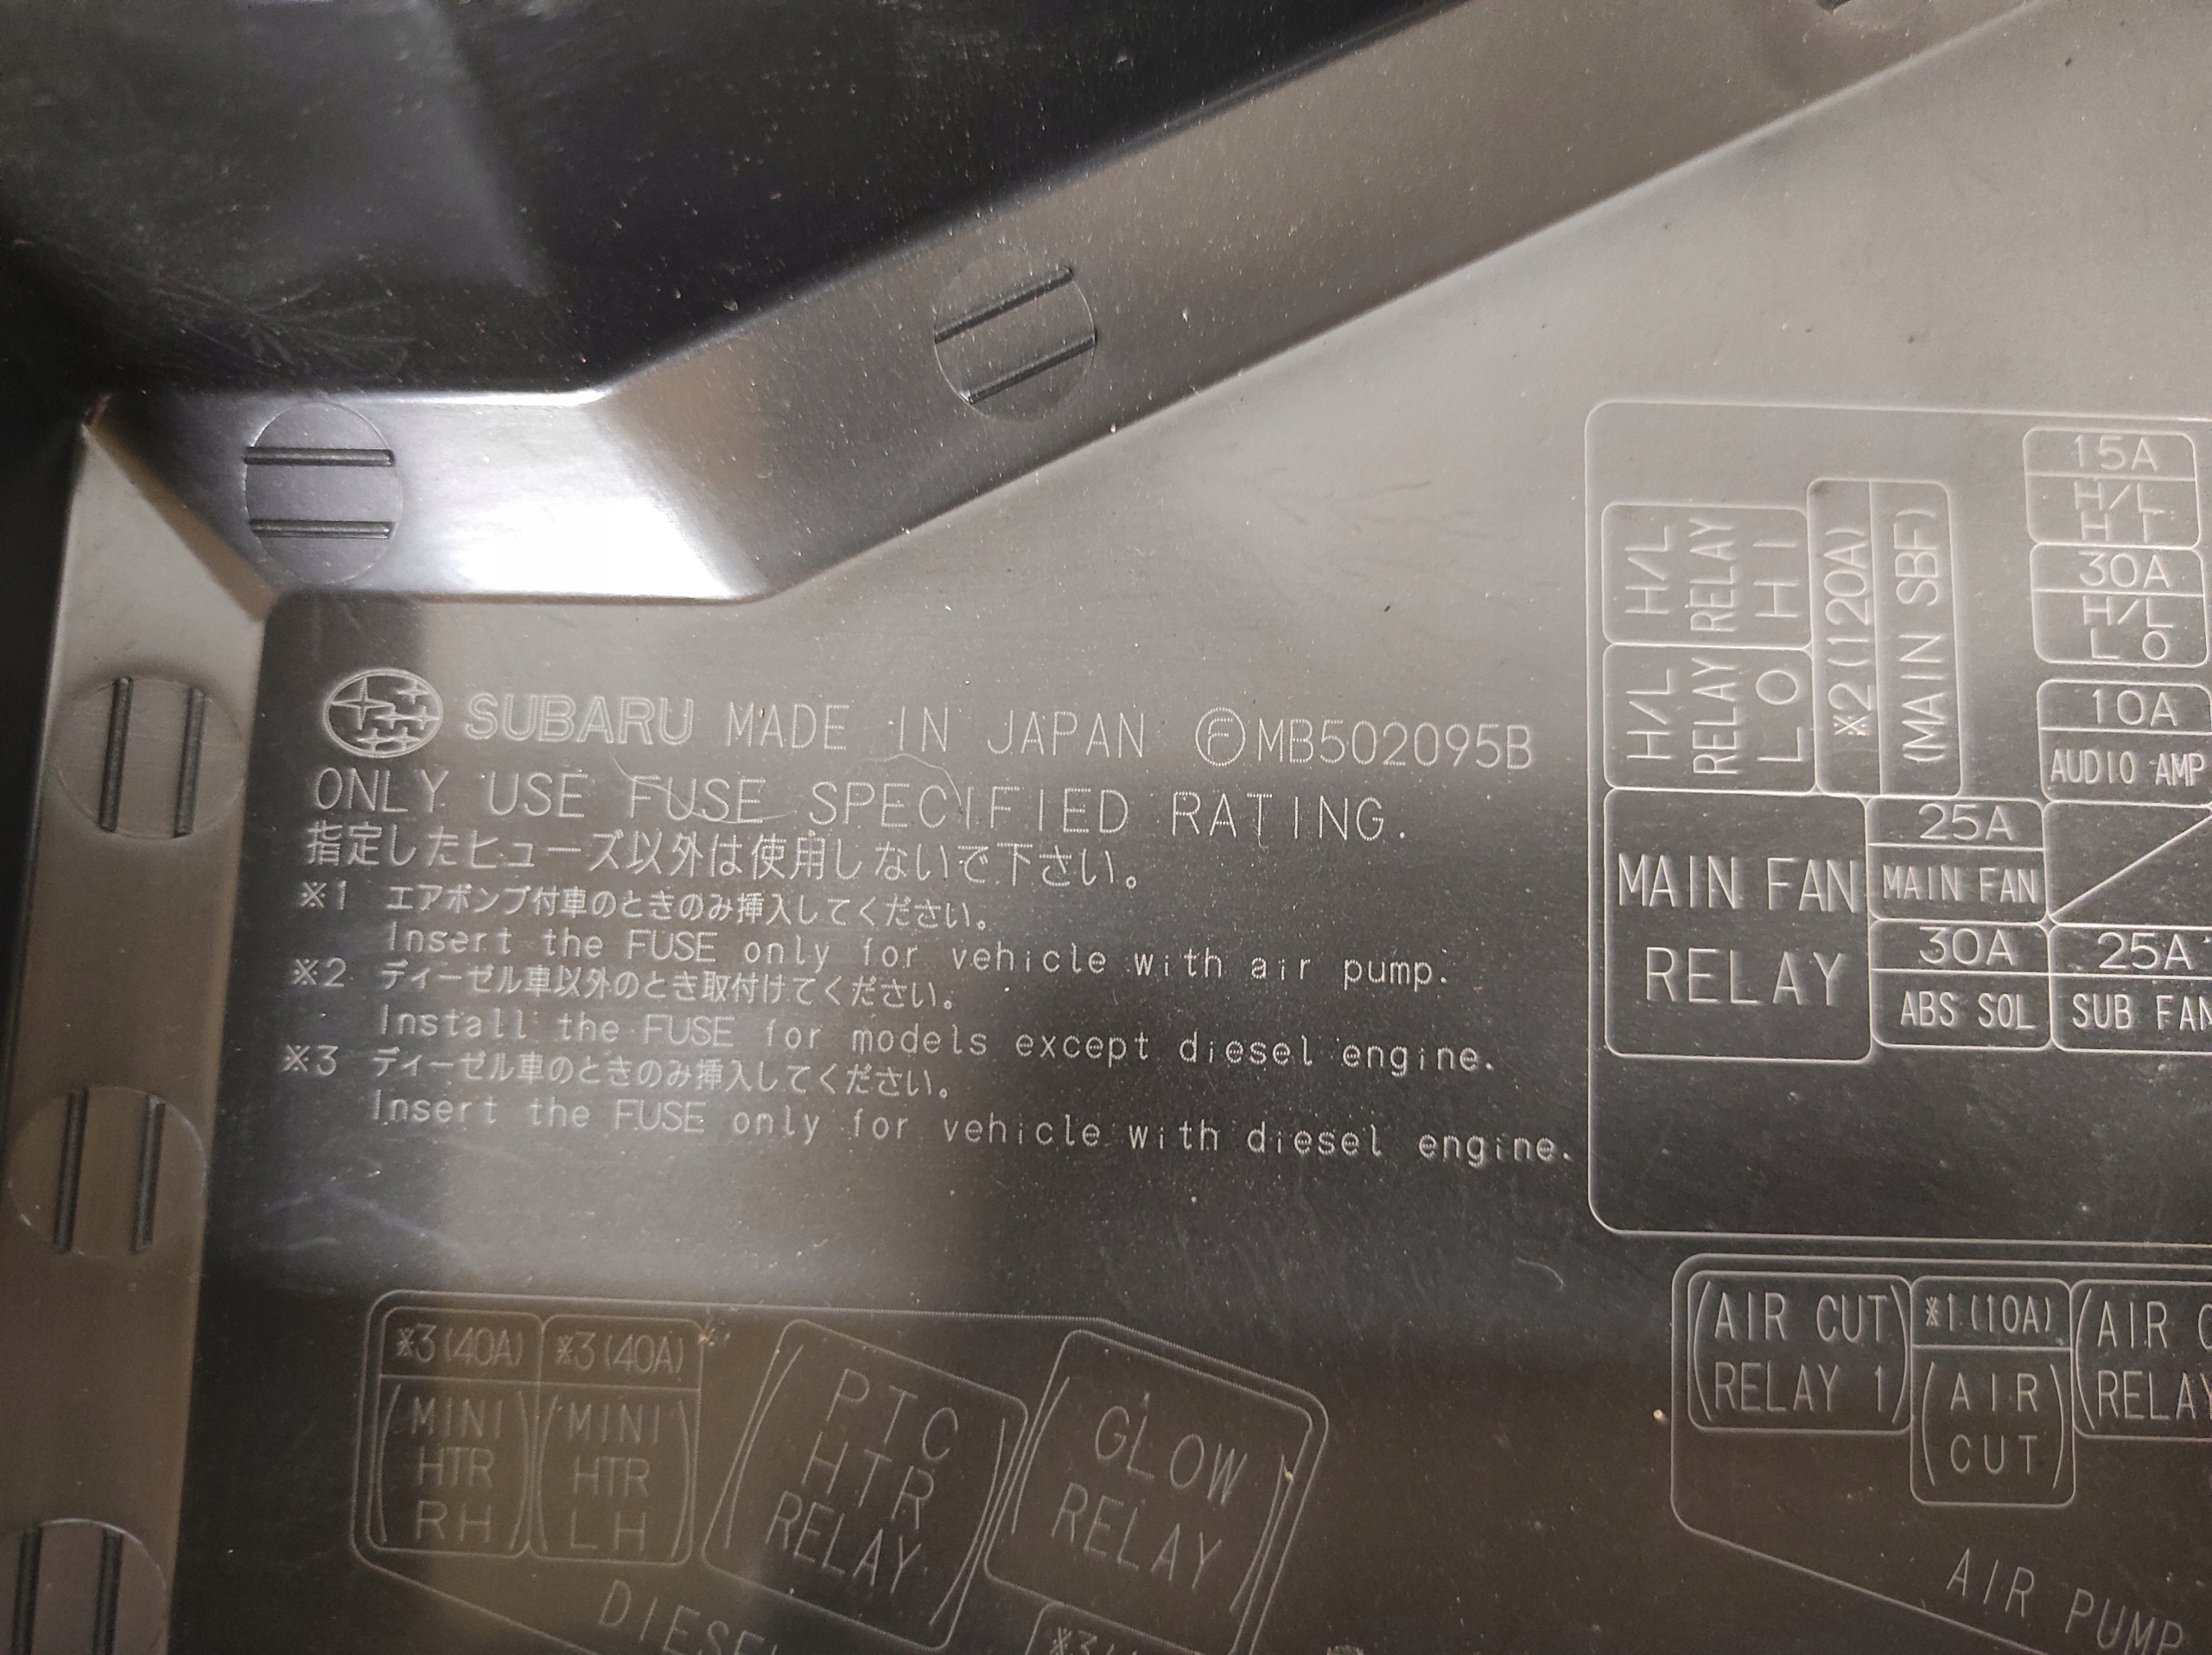 SUBARU MADE IN JAPAN ⒻMB502095B
ONLY USE FUSE SPECIFIED RATING.
指定したヒューズ以外は使用しないで下さい。
※1 エアポンプ付車のときのみ挿入してください。
Insert the FUSE only for vehicle with air pump.
※2 ディーゼル車以外のとき取付けてください。
Install the FUSE for models except diesel engine.
※3 ディーゼル車のときのみ挿入してください。
Insert the FUSE only for vehicle with diesel engine.
H/L
RELAY
HI
H/L
RELAY
LO
※2(120A)
(MAIN SBF)
15A
H/L
HI
30A
H/L
LO
10A
AUDIO AMP
MAIN FAN
RELAY
25A
MAIN FAN
30A
ABS SOL
25A
SUB FAN
※3(40A)
(MINI
HTR
RH)
※3(40A)
(MINI
HTR
LH)
PTC
HTR
RELAY
GLOW
RELAY
(AIR CUT
RELAY 1)
※1(10A)
(AIR
CUT)
(AIR
RELAY
AIR PUMP